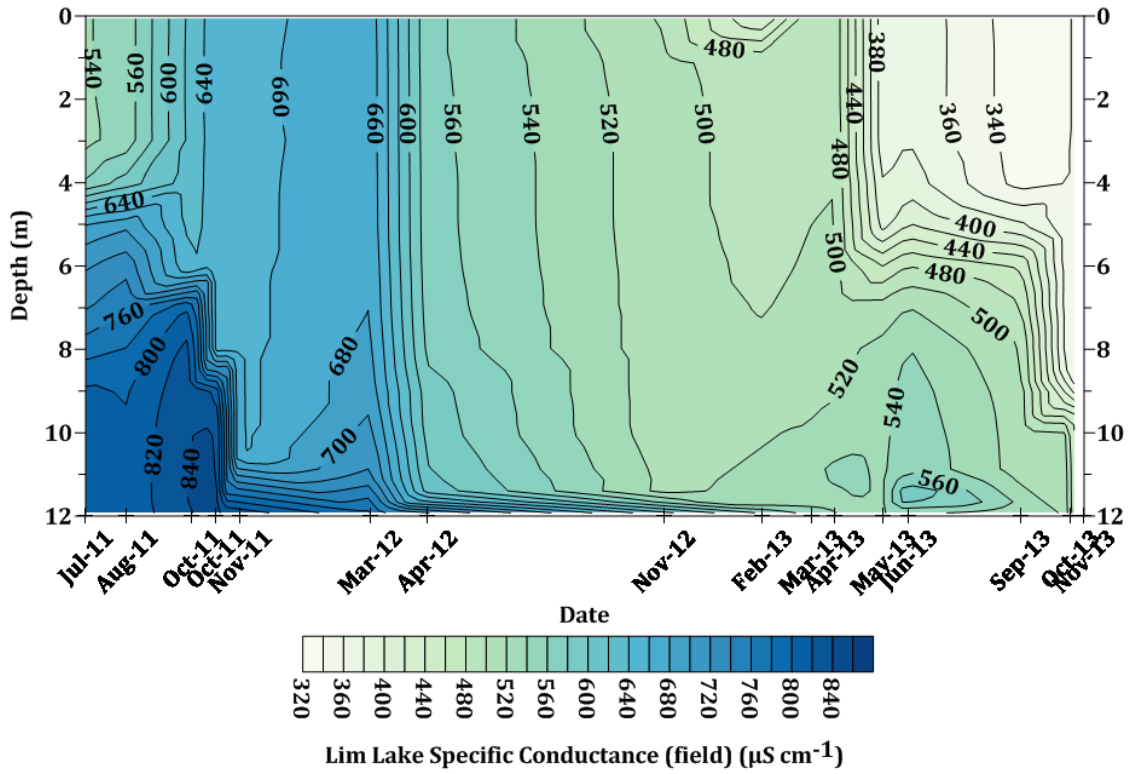 0 480 380 0
540 560 600 640 660 660 600 560 540 520 500 480 440 360 340
2 2
4 640 4
500 400
440
6 480 6
760 500
800 680 520
8 8
540
10 700 10
820 840 560
12 12
Depth (m)
Jul-11 Aug-11 Oct-11 Oct-11 Nov-11 Mar-12 Apr-12 Nov-12 Feb-13 Mar-13 Apr-13 May-13 Jun-13 Sep-13 Oct-13 Nov-13
Date
320 360 400 440 480 520 560 600 640 680 720 760 800 840
Lim Lake Specific Conductance (field) (µS cm⁻¹)